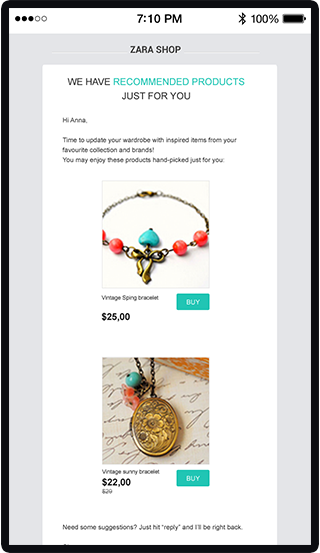 7:10 PM 100%
ZARA SHOP
WE HAVE RECOMMENDED PRODUCTS
JUST FOR YOU
Hi Anna,
Time to update your wardrobe with inspired items from your
favourite collection and brands!
You may enjoy these products hand-picked just for you:
Vintage Sping bracelet
BUY
$25,00
Vintage sunny bracelet
BUY
$22,00
$29
Need some suggestions? Just hit “reply” and I'll be right back.